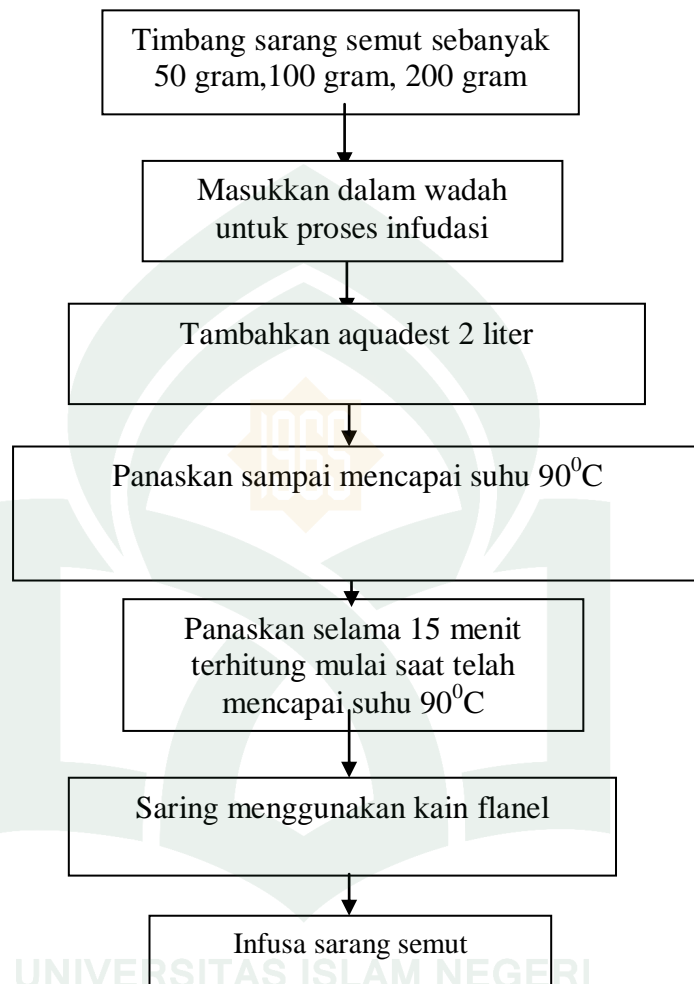 Timbang sarang semut sebanyak
50 gram,100 gram, 200 gram
Masukkan dalam wadah
untuk proses infudasi
Tambahkan aquadest 2 liter
1965
Panaskan sampai mencapai suhu 90⁰C
Panaskan selama 15 menit
terhitung mulai saat telah
mencapai suhu 90⁰C
Saring menggunakan kain flanel
Infusa sarang semut
UNIVERSITAS ISLAM NEGERI